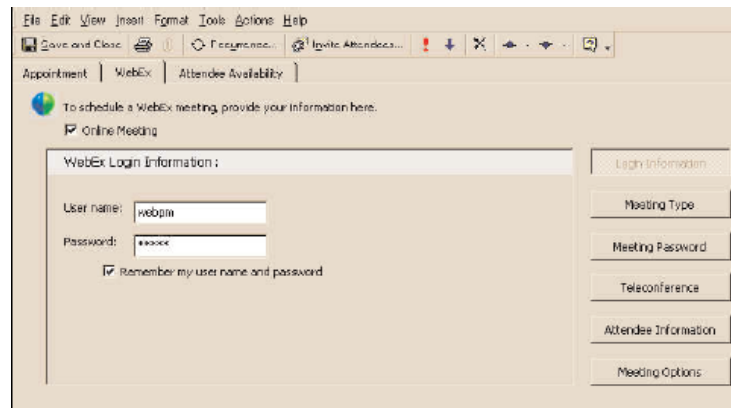 File Edit View Insert Format Tools Actions Help
Save and Close Recurrence... Invite Attendees...
Appointment WebEx Attendee Availability
To schedule a WebEx meeting, provide your information here.
Online Meeting
WebEx Login Information :
Login Information
User name: webpm
Meeting Type
Password: *****
Meeting Password
Remember my user name and password
Teleconference
Attendee Information
Meeting Options